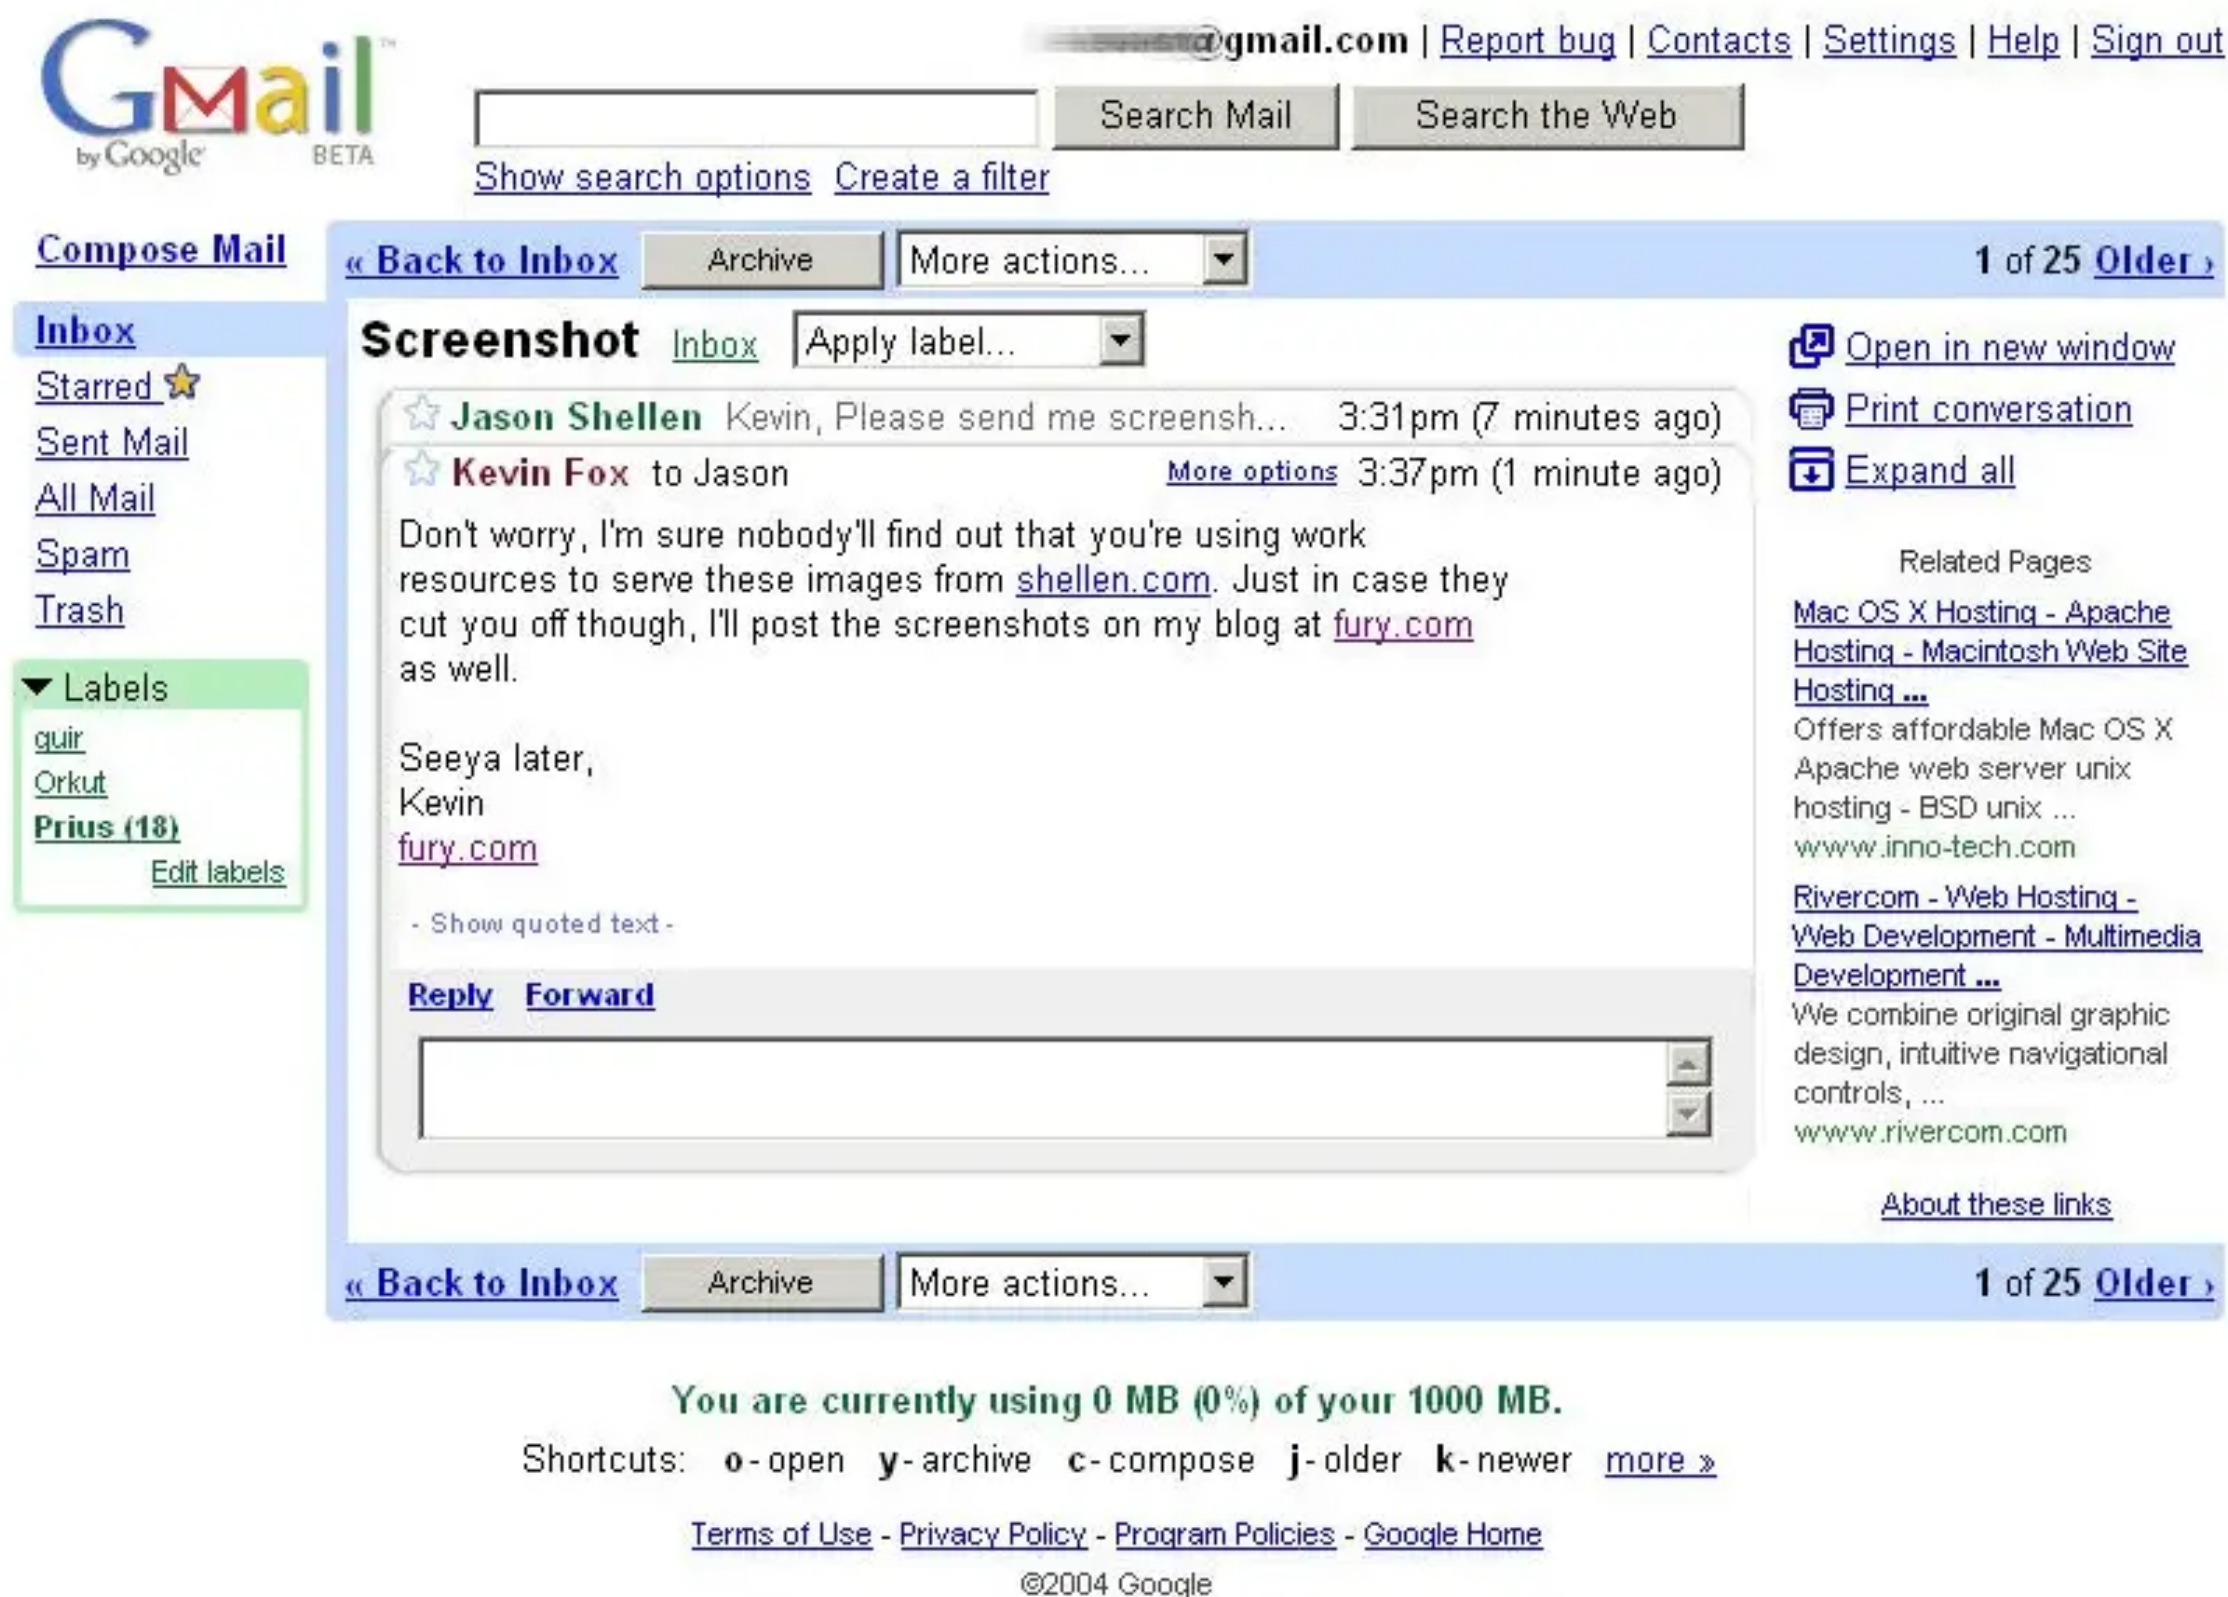 @gmail.com | Report bug | Contacts | Settings | Help | Sign out
GMail™
by Google BETA
Search Mail Search the Web
Show search options Create a filter
Compose Mail
Inbox
Starred
Sent Mail
All Mail
Spam
Trash
Labels
quir
Orkut
Prius (18)
Edit labels
« Back to Inbox Archive More actions... 1 of 25 Older ›
Screenshot Inbox Apply label...
Jason Shellen Kevin, Please send me screensh... 3:31pm (7 minutes ago)
Kevin Fox to Jason More options 3:37pm (1 minute ago)
Don't worry, I'm sure nobody'll find out that you're using work
resources to serve these images from shellen.com. Just in case they
cut you off though, I'll post the screenshots on my blog at fury.com
as well.
Seeya later,
Kevin
fury.com
- Show quoted text -
Reply Forward
Open in new window
Print conversation
Expand all
Related Pages
Mac OS X Hosting - Apache
Hosting - Macintosh Web Site
Hosting ...
Offers affordable Mac OS X
Apache web server unix
hosting - BSD unix ...
www.inno-tech.com
Rivercom - Web Hosting -
Web Development - Multimedia
Development ...
We combine original graphic
design, intuitive navigational
controls, ...
www.rivercom.com
About these links
« Back to Inbox Archive More actions... 1 of 25 Older ›
You are currently using 0 MB (0%) of your 1000 MB.
Shortcuts: o - open y - archive c - compose j - older k - newer more »
Terms of Use - Privacy Policy - Program Policies - Google Home
©2004 Google